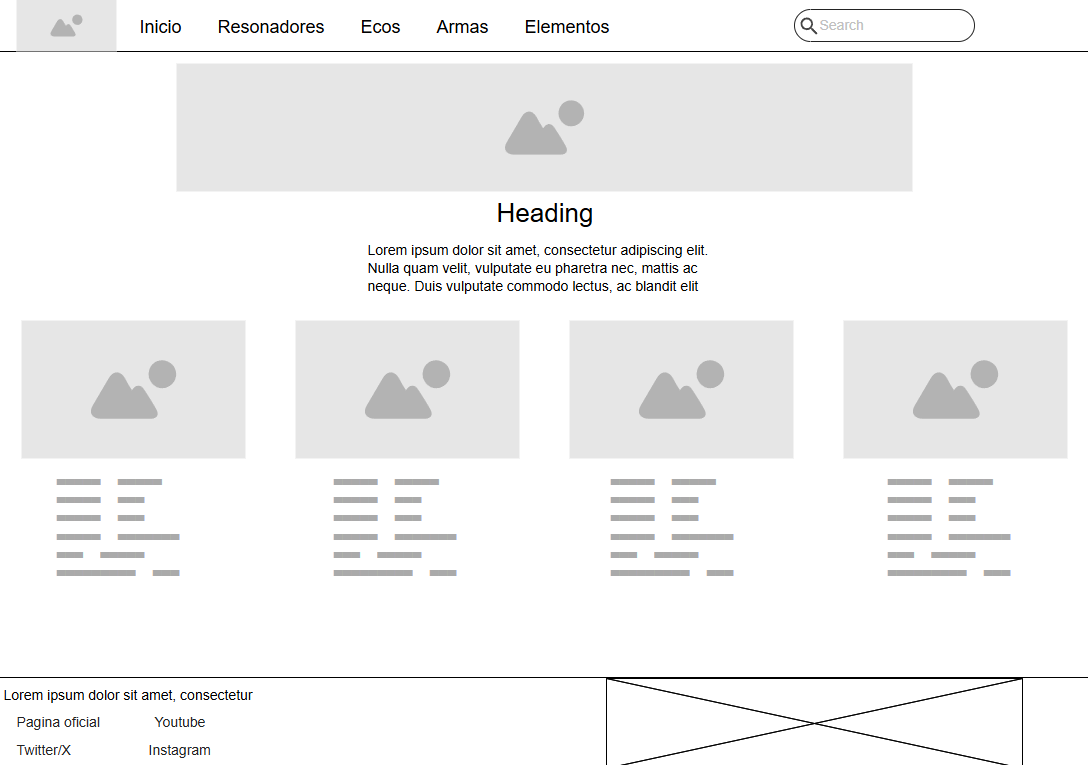 Inicio Resonadores Ecos Armas Elementos Search
Heading
Lorem ipsum dolor sit amet, consectetur adipiscing elit.
Nulla quam velit, vulputate eu pharetra nec, mattis ac
neque. Duis vulputate commodo lectus, ac blandit elit
Lorem ipsum dolor sit amet, consectetur
Pagina oficial Youtube
Twitter/X Instagram